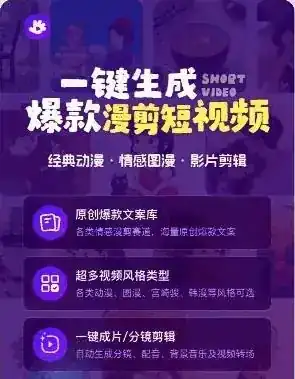 一键生成 SHORT VIDEO
爆款漫剪短视频
经典动漫·情感图漫·影片剪辑
原创爆款文案库
各类情感漫剪赛道、海量原创爆款文案
超多视频风格类型
各类动漫、图漫、宫崎骏、韩漫等风格可选
一键成片/分镜剪辑
自动生成分镜、配音、背景音乐及视频转场